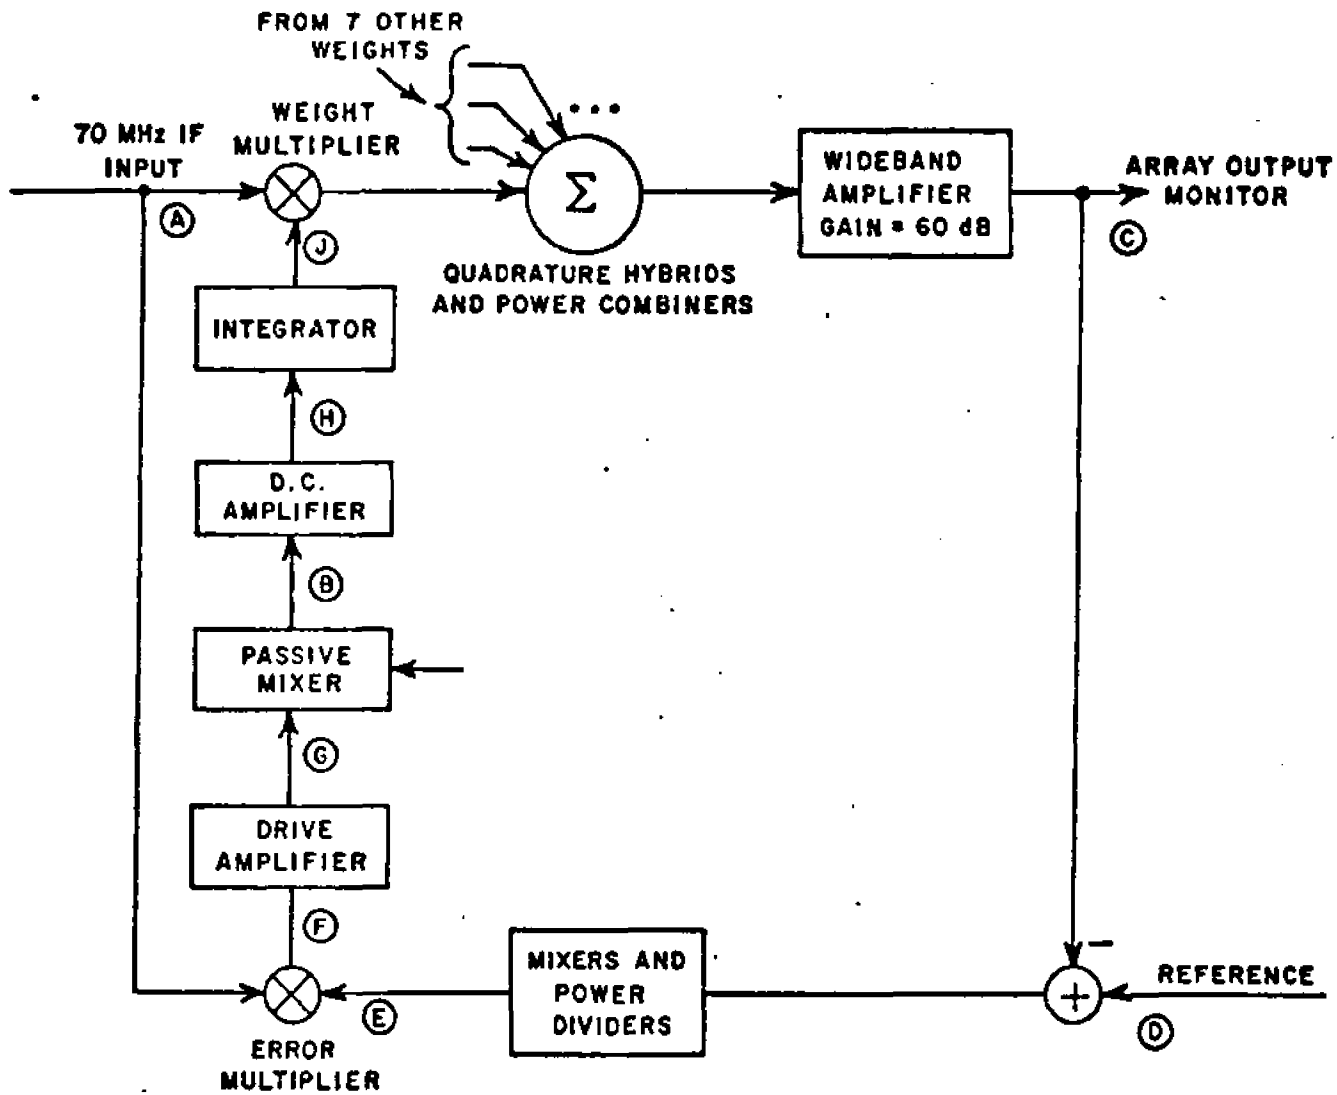 FROM 7 OTHER
WEIGHTS
70 MHz IF
INPUT
WEIGHT
MULTIPLIER
Σ
QUADRATURE HYBRIDS
AND POWER COMBINERS
WIDEBAND
AMPLIFIER
GAIN = 60 dB
ARRAY OUTPUT
MONITOR
A
J
C
INTEGRATOR
H
D.C.
AMPLIFIER
B
PASSIVE
MIXER
G
DRIVE
AMPLIFIER
F
ERROR
MULTIPLIER
E
MIXERS AND
POWER
DIVIDERS
−
+
REFERENCE
D